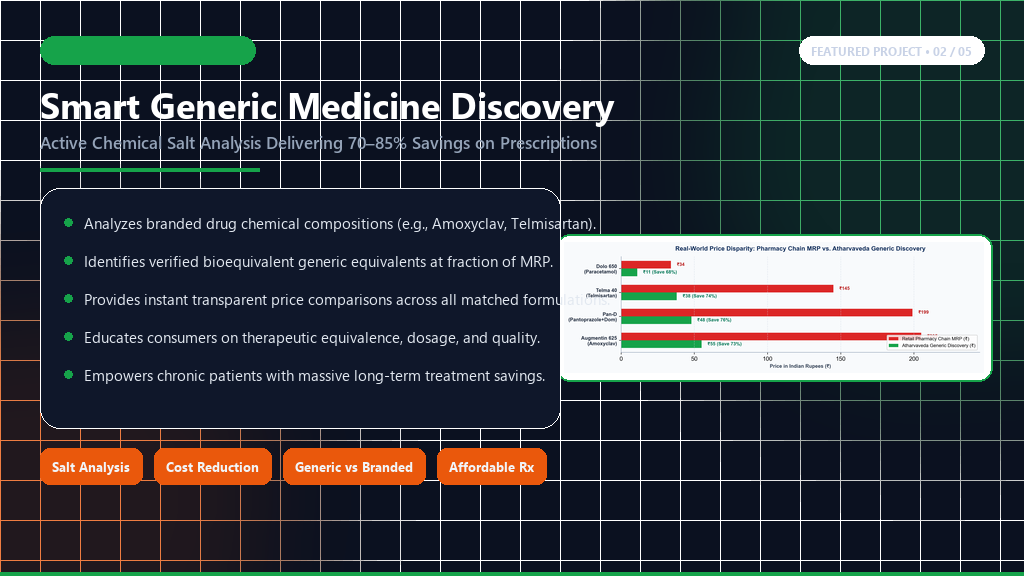 FEATURED PROJECT • 02 / 05
Smart Generic Medicine Discovery
Active Chemical Salt Analysis Delivering 70–85% Savings on Prescriptions
Analyzes branded drug chemical compositions (e.g., Amoxyclav, Telmisartan).
Identifies verified bioequivalent generic equivalents at fraction of MRP.
Provides instant transparent price comparisons across all matched formulations.
Educates consumers on therapeutic equivalence, dosage, and quality.
Empowers chronic patients with massive long-term treatment savings.
Real-World Price Disparity: Pharmacy Chain MRP vs. Atharvaveda Generic Discovery
Dolo 650
(Paracetamol)
₹34
₹11 (Save 68%)
Telma 40
(Telmisartan)
₹145
₹38 (Save 74%)
Pan-D
(Pantoprazole+Dom)
₹199
₹48 (Save 76%)
Augmentin 625
(Amoxyclav)
₹55 (Save 73%)
Retail Pharmacy Chain MRP (₹)
Atharvaveda Generic Discovery (₹)
0 50 100 150 200
Price in Indian Rupees (₹)
Salt Analysis
Cost Reduction
Generic vs Branded
Affordable Rx